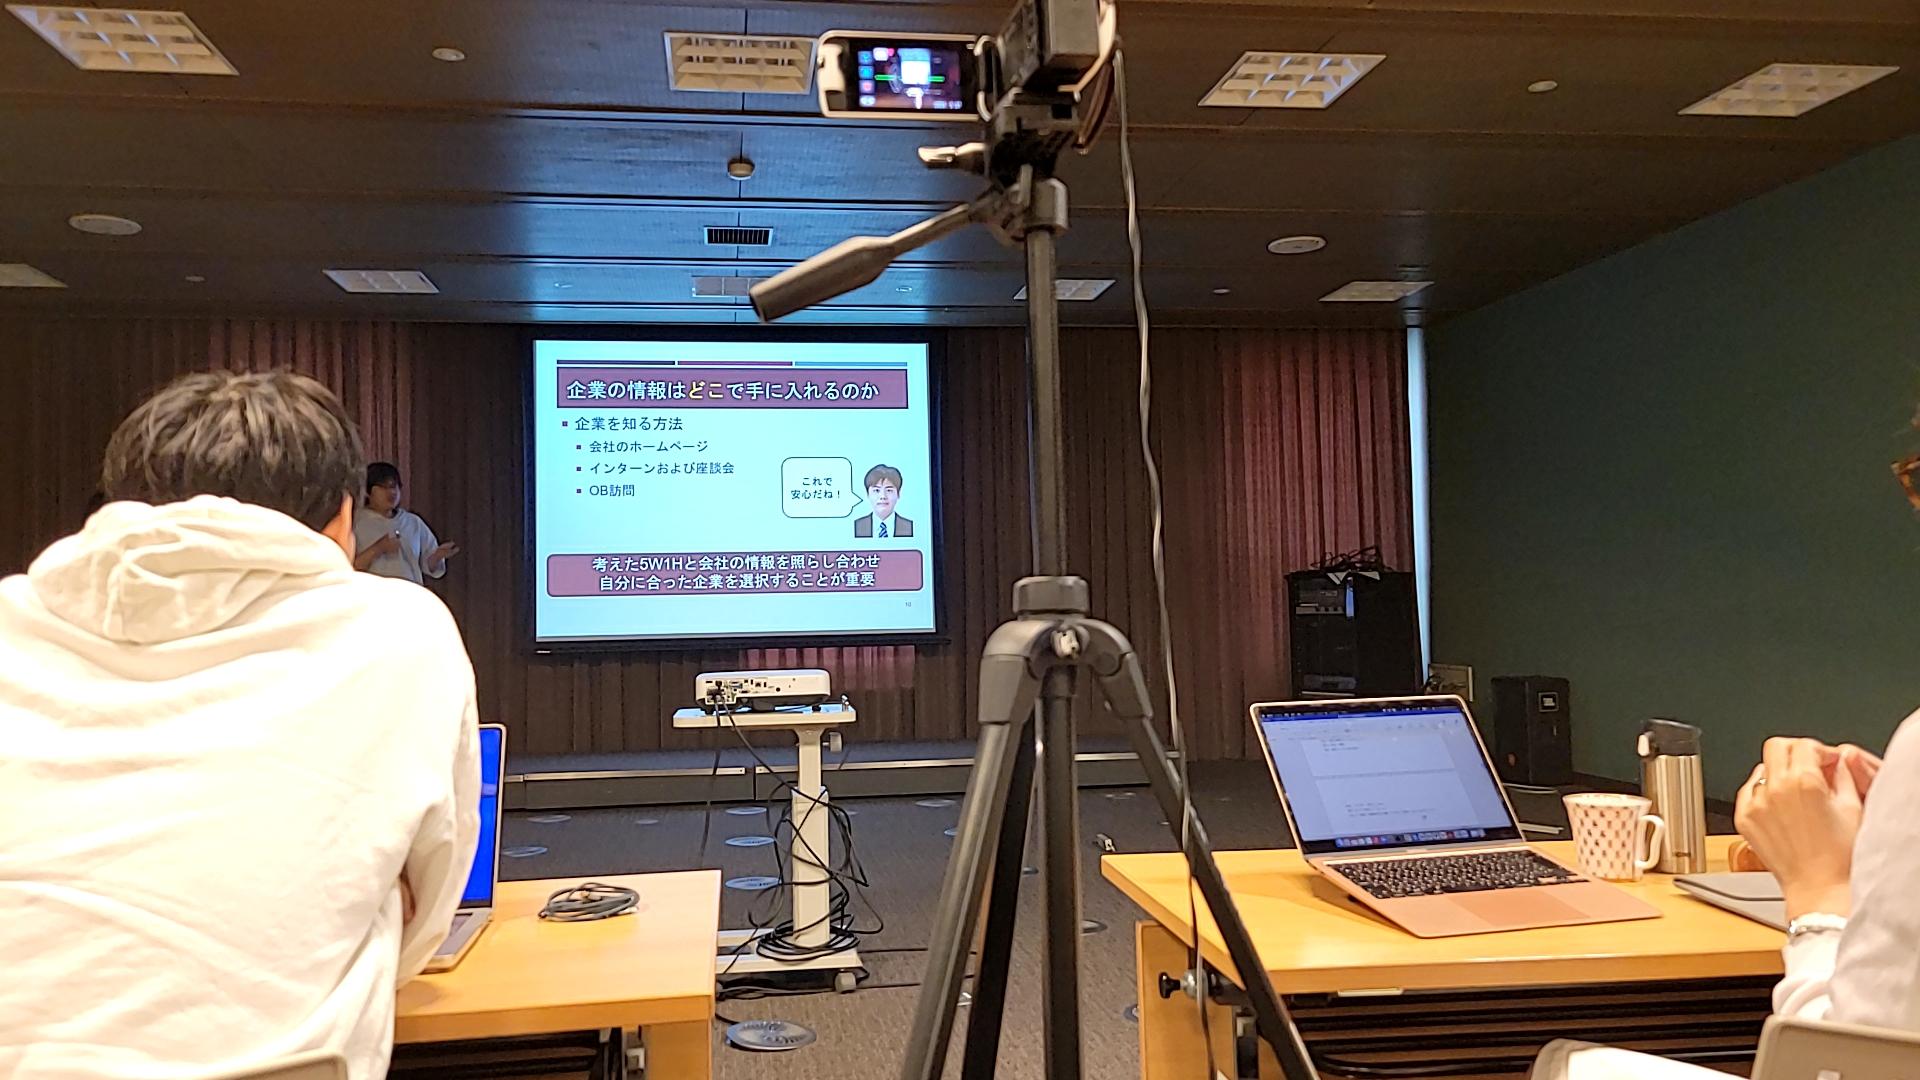 企業の情報はどこで手に入れるのか
企業を知る方法
会社のホームページ
インターンおよび座談会
OB訪問
これで
安心だね！
考えた5W1Hと会社の情報を照らし合わせ
自分に合った企業を選択することが重要
10